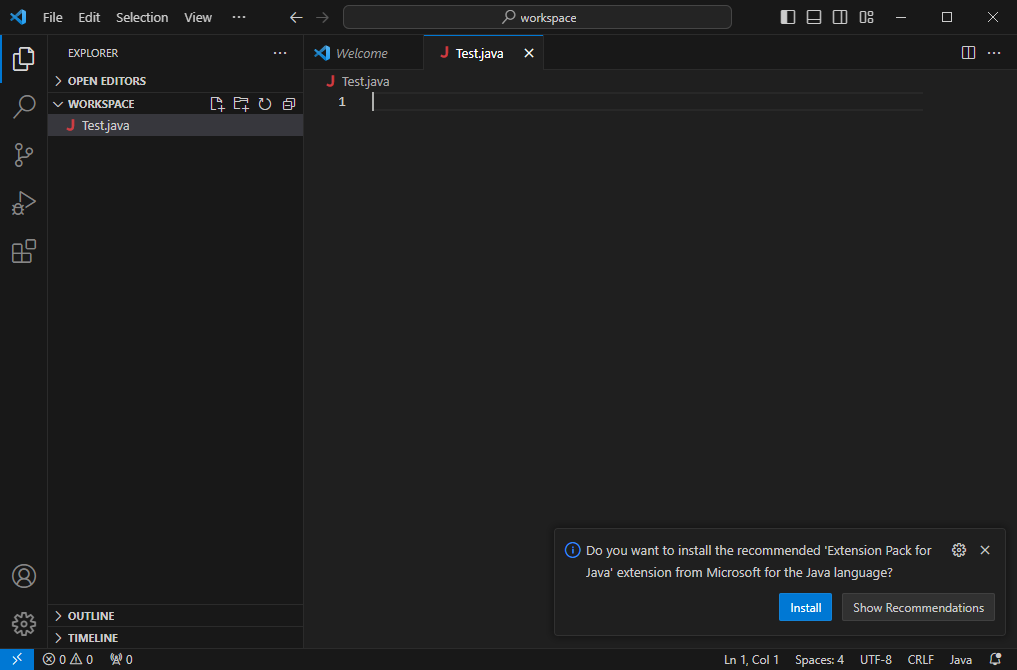 File Edit Selection View ···
workspace
EXPLORER
OPEN EDITORS
WORKSPACE
J Test.java
OUTLINE
TIMELINE
Welcome
J Test.java
J Test.java
1
Do you want to install the recommended 'Extension Pack for
Java' extension from Microsoft for the Java language?
Install Show Recommendations
0 0 0 Ln 1, Col 1 Spaces: 4 UTF-8 CRLF Java